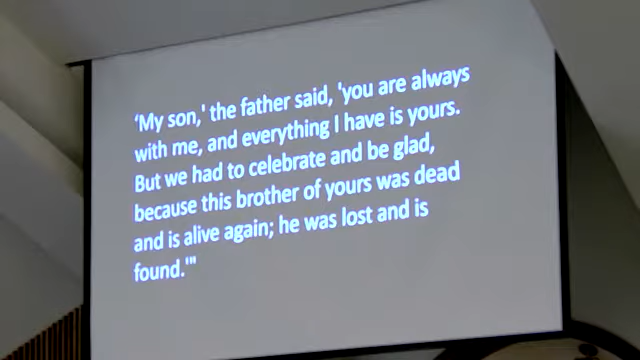 ‘My son,' the father said, 'you are always
with me, and everything I have is yours.
But we had to celebrate and be glad,
because this brother of yours was dead
and is alive again; he was lost and is
found.'"